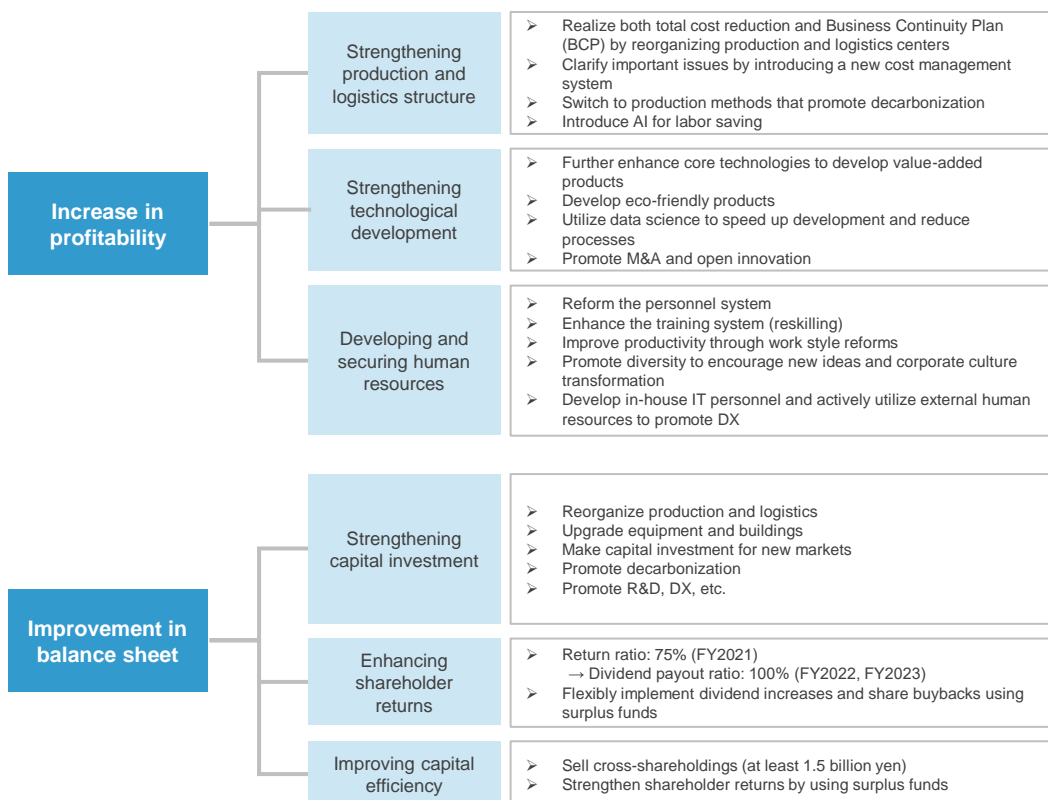 Increase in
profitability
Strengthening
production and
logistics structure
➢ Realize both total cost reduction and Business Continuity Plan
(BCP) by reorganizing production and logistics centers
➢ Clarify important issues by introducing a new cost management
system
➢ Switch to production methods that promote decarbonization
➢ Introduce AI for labor saving
Strengthening
technological
development
➢ Further enhance core technologies to develop value-added
products
➢ Develop eco-friendly products
➢ Utilize data science to speed up development and reduce
processes
➢ Promote M&A and open innovation
Developing and
securing human
resources
➢ Reform the personnel system
➢ Enhance the training system (reskilling)
➢ Improve productivity through work style reforms
➢ Promote diversity to encourage new ideas and corporate culture
transformation
➢ Develop in-house IT personnel and actively utilize external human
resources to promote DX
Improvement in
balance sheet
Strengthening
capital investment
➢ Reorganize production and logistics
➢ Upgrade equipment and buildings
➢ Make capital investment for new markets
➢ Promote decarbonization
➢ Promote R&D, DX, etc.
Enhancing
shareholder
returns
➢ Return ratio: 75% (FY2021)
→ Dividend payout ratio: 100% (FY2022, FY2023)
➢ Flexibly implement dividend increases and share buybacks using
surplus funds
Improving capital
efficiency
➢ Sell cross-shareholdings (at least 1.5 billion yen)
➢ Strengthen shareholder returns by using surplus funds